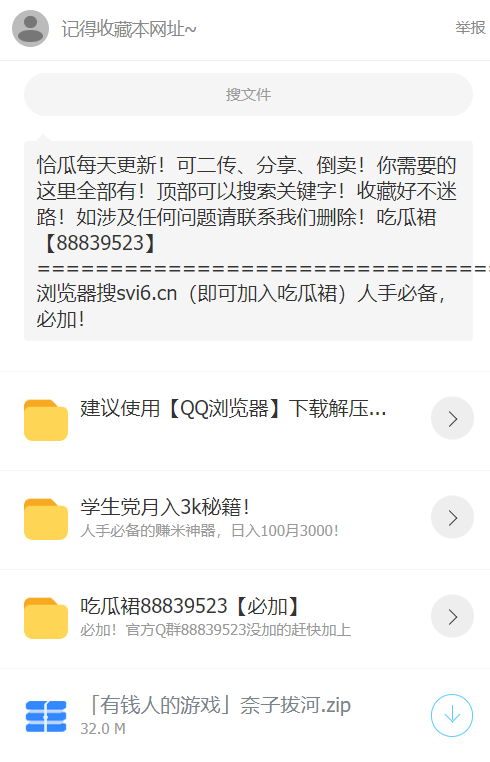 记得收藏本网址~
举报
搜文件
恰瓜每天更新！可二传、分享、倒卖！你需要的
这里全部有！顶部可以搜索关键字！收藏好不迷
路！如涉及任何问题请联系我们删除！吃瓜裙
【88839523】
================================
浏览器搜svi6.cn（即可加入吃瓜裙）人手必备，
必加！
建议使用【QQ浏览器】下载解压...
学生党月入3k秘籍！
人手必备的赚米神器，日入100月3000！
吃瓜裙88839523【必加】
必加！官方Q群88839523没加的赶快加上
「有钱人的游戏」奈子拔河.zip
32.0 M